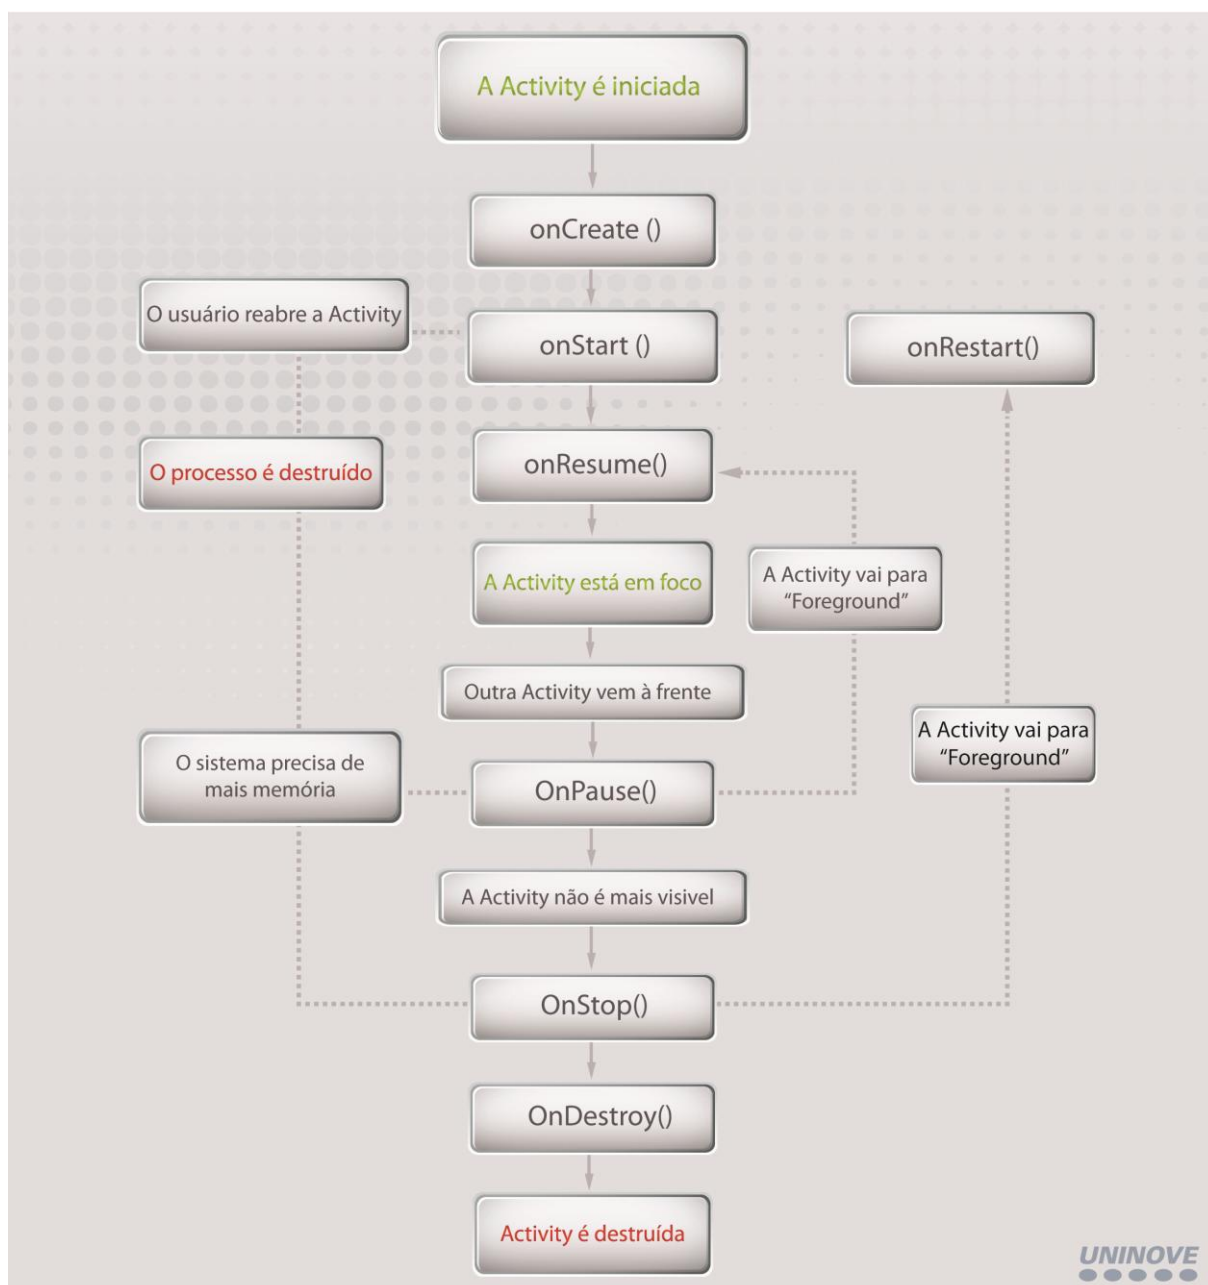 A Activity é iniciada
onCreate ()
O usuário reabre a Activity
onStart ()
onRestart()
O processo é destruído
onResume()
A Activity está em foco
A Activity vai para
“Foreground”
Outra Activity vem à frente
A Activity vai para
“Foreground”
O sistema precisa de
mais memória
OnPause()
A Activity não é mais visivel
OnStop()
OnDestroy()
Activity é destruída
UNINOVE